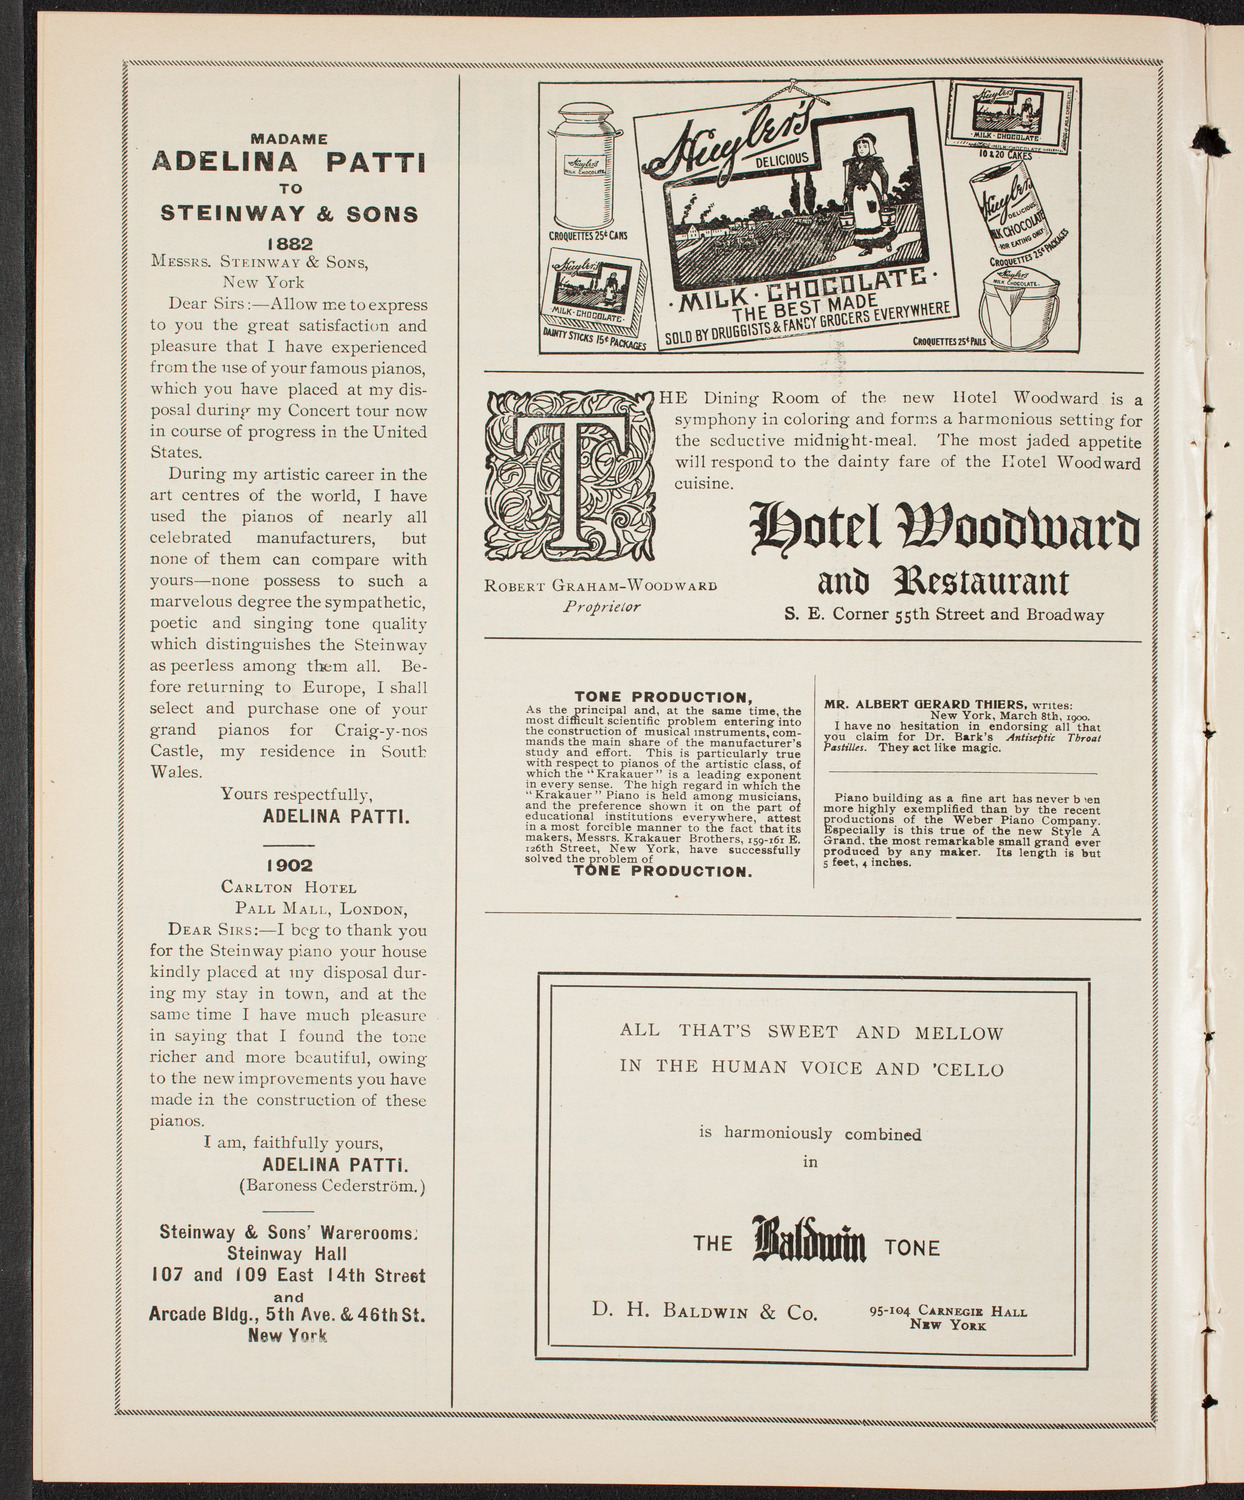 MADAME
ADELINA PATTI
TO
STEINWAY & SONS
1882
MESSRS. STEINWAY & SONS,
New York
Dear Sirs:—Allow me to express
to you the great satisfaction and
pleasure that I have experienced
from the use of your famous pianos,
which you have placed at my dis-
posal during my Concert tour now
in course of progress in the United
States.
During my artistic career in the
art centres of the world, I have
used the pianos of nearly all
celebrated manufacturers, but
none of them can compare with
yours—none possess to such a
marvelous degree the sympathetic,
poetic and singing tone quality
which distinguishes the Steinway
as peerless among them all. Be-
fore returning to Europe, I shall
select and purchase one of your
grand pianos for Craig-y-nos
Castle, my residence in South
Wales.
Yours respectfully,
ADELINA PATTI.
1902
CARLTON HOTEL
PALL MALL, LONDON,
DEAR SIRS:—I beg to thank you
for the Steinway piano your house
kindly placed at my disposal dur-
ing my stay in town, and at the
same time I have much pleasure
in saying that I found the tone
richer and more beautiful, owing
to the new improvements you have
made in the construction of these
pianos.
I am, faithfully yours,
ADELINA PATTI.
(Baroness Cederström.)
Steinway & Sons' Warerooms:
Steinway Hall
107 and 109 East 14th Street
and
Arcade Bldg., 5th Ave. & 46th St.
New York
Huyler's
MILK CHOCOLATE
CROQUETTES 25¢ CANS
Huyler's
MILK·CHOCOLATE·
DAINTY STICKS 15¢ PACKAGES
Huyler's
DELICIOUS
·MILK·CHOCOLATE·
THE BEST MADE
SOLD BY DRUGGISTS & FANCY GROCERS EVERYWHERE
Huyler's
·MILK·CHOCOLATE·
10 & 20 CAKES
Huyler's
DELICIOUS
MILK CHOCOLATE
FOR EATING ONLY
CROQUETTES 25¢ PACKAGES
Huyler's
MILK CHOCOLATE
CROQUETTES 25¢ PAILS
THE Dining Room of the new Hotel Woodward is a
symphony in coloring and forms a harmonious setting for
the seductive midnight-meal. The most jaded appetite
will respond to the dainty fare of the Hotel Woodward
cuisine.
Hotel Woodward
and Restaurant
S. E. Corner 55th Street and Broadway
ROBERT GRAHAM-WOODWARD
Proprietor
TONE PRODUCTION,
As the principal and, at the same time, the
most difficult scientific problem entering into
the construction of musical instruments, com-
mands the main share of the manufacturer's
study and effort. This is particularly true
with respect to pianos of the artistic class, of
which the "Krakauer" is a leading exponent
in every sense. The high regard in which the
"Krakauer" Piano is held among musicians,
and the preference shown it on the part of
educational institutions everywhere, attest
in a most forcible manner to the fact that its
makers, Messrs. Krakauer Brothers, 159-161 E.
126th Street, New York, have successfully
solved the problem of
TONE PRODUCTION.
MR. ALBERT GERARD THIERS, writes:
New York, March 8th, 1900.
I have no hesitation in endorsing all that
you claim for Dr. Bark's Antiseptic Throat
Pastilles. They act like magic.
Piano building as a fine art has never b en
more highly exemplified than by the recent
productions of the Weber Piano Company.
Especially is this true of the new Style A
Grand. the most remarkable small grand ever
produced by any maker. Its length is but
5 feet, 4 inches.
ALL THAT'S SWEET AND MELLOW
IN THE HUMAN VOICE AND 'CELLO
is harmoniously combined
in
THE Baldwin TONE
D. H. BALDWIN & CO.
95-104 CARNEGIE HALL
NEW YORK